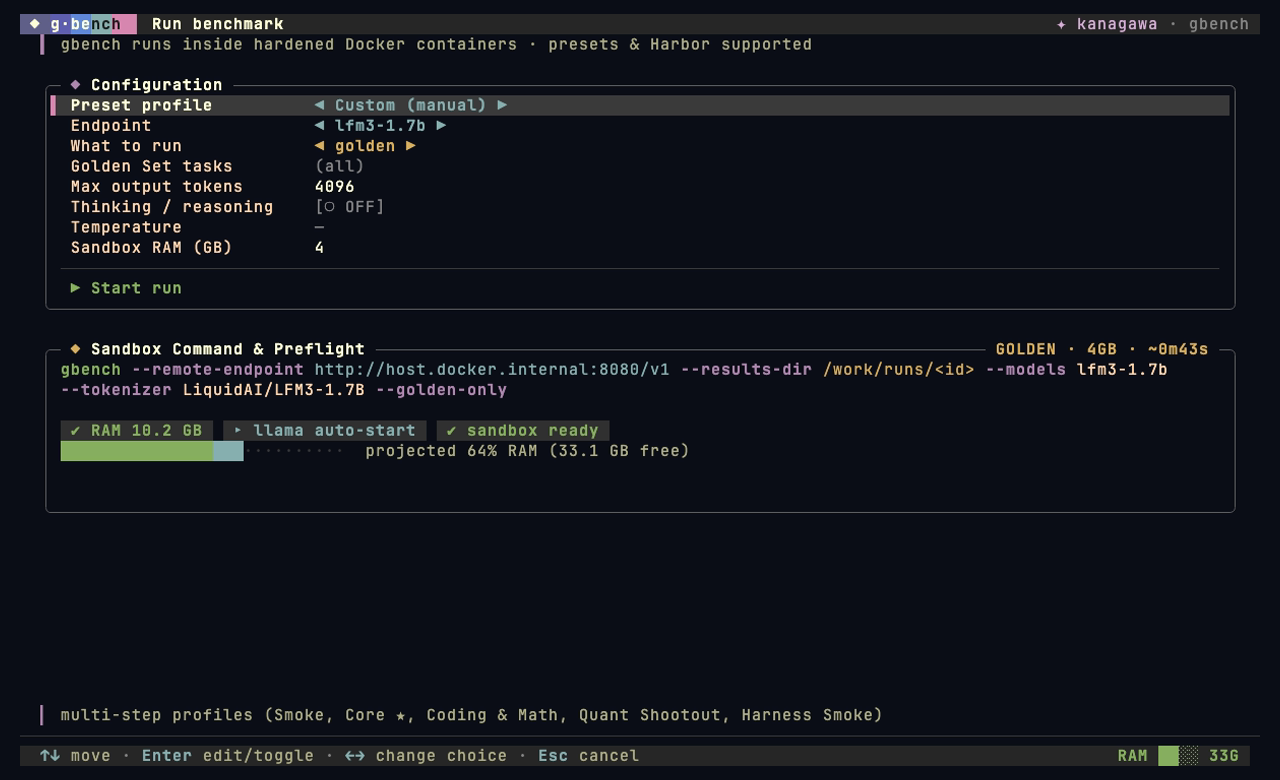 ◆ g·bench Run benchmark ✦ kanagawa · gbench
gbench runs inside hardened Docker containers · presets & Harbor supported
◆ Configuration
Preset profile ◀ Custom (manual) ▶
Endpoint ◀ lfm3-1.7b ▶
What to run ◀ golden ▶
Golden Set tasks (all)
Max output tokens 4096
Thinking / reasoning [○ OFF]
Temperature —
Sandbox RAM (GB) 4
▶ Start run
◆ Sandbox Command & Preflight GOLDEN · 4GB · ~0m43s
gbench --remote-endpoint http://host.docker.internal:8080/v1 --results-dir /work/runs/<id> --models lfm3-1.7b
--tokenizer LiquidAI/LFM3-1.7B --golden-only
✔ RAM 10.2 GB ▸ llama auto-start ✔ sandbox ready
projected 64% RAM (33.1 GB free)
multi-step profiles (Smoke, Core ★, Coding & Math, Quant Shootout, Harness Smoke)
↑↓ move · Enter edit/toggle · ←→ change choice · Esc cancel RAM 33G